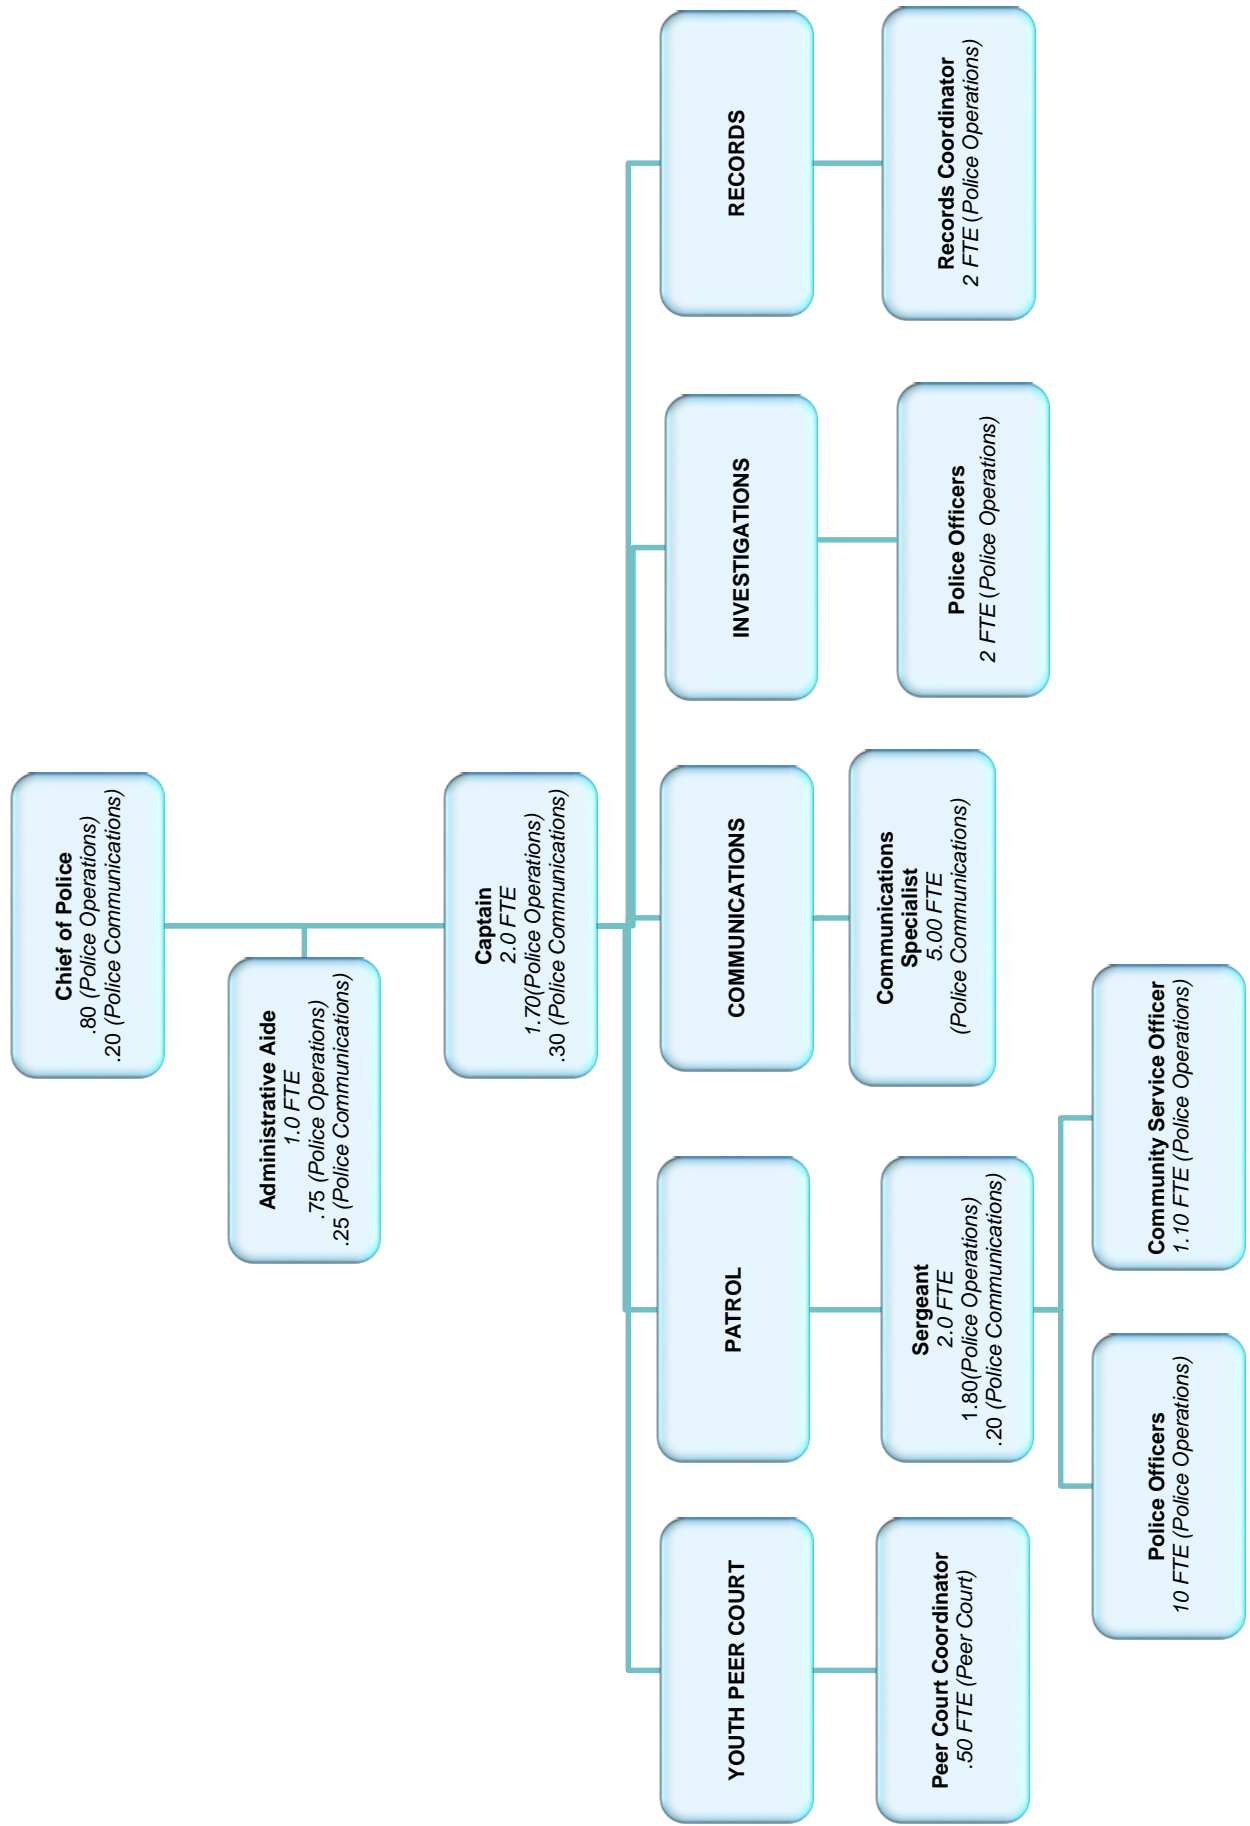 Chief of Police
.80 (Police Operations)
.20 (Police Communications)
Administrative Aide
1.0 FTE
.75 (Police Operations)
.25 (Police Communications)
Captain
2.0 FTE
1.70(Police Operations)
.30 (Police Communications)
YOUTH PEER COURT
PATROL
COMMUNICATIONS
INVESTIGATIONS
RECORDS
Peer Court Coordinator
.50 FTE (Peer Court)
Sergeant
2.0 FTE
1.80(Police Operations)
.20 (Police Communications)
Communications
Specialist
5.00 FTE
(Police Communications)
Police Officers
2 FTE (Police Operations)
Records Coordinator
2 FTE (Police Operations)
Police Officers
10 FTE (Police Operations)
Community Service Officer
1.10 FTE (Police Operations)